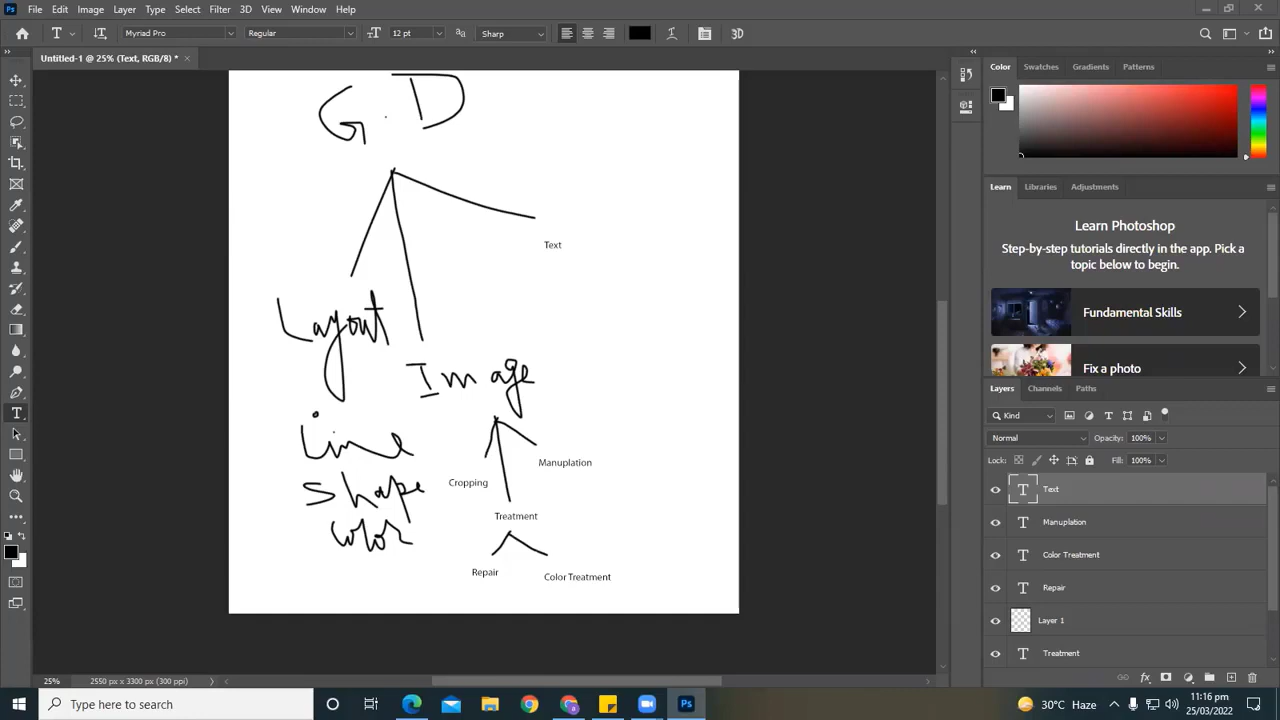 Ps File Edit Image Layer Type Select Filter 3D View Window Help
T Myriad Pro Regular 12 pt Sharp 3D
Untitled-1 @ 25% (Text, RGB/8) * ×
G.D
Text
Layout
Image
Line
shape
color
Manuplation
Cropping
Treatment
Repair
Color Treatment
25% 2550 px x 3300 px (300 ppi)
Color Swatches Gradients Patterns
Learn Libraries Adjustments
Learn Photoshop
Step-by-step tutorials directly in the app. Pick a
topic below to begin.
Fundamental Skills
Fix a photo
Layers Channels Paths
Kind
Normal Opacity: 100%
Lock: Fill: 100%
Text
Manuplation
Color Treatment
Repair
Layer 1
Treatment
Type here to search
Ps
30°C Haze
11:16 pm
25/03/2022